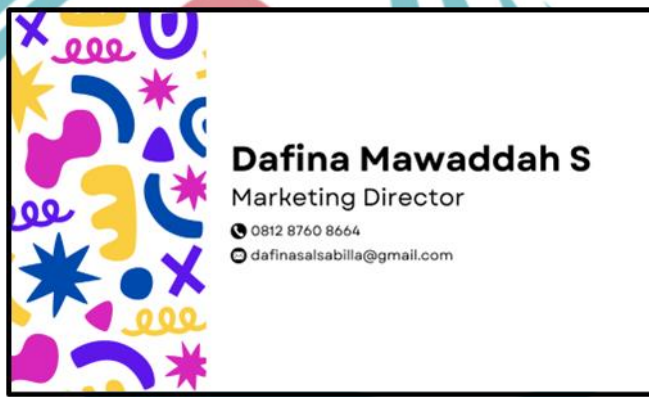 Dafina Mawaddah S
Marketing Director
0812 8760 8664
dafinasalsabilla@gmail.com